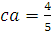 ca = 4/5